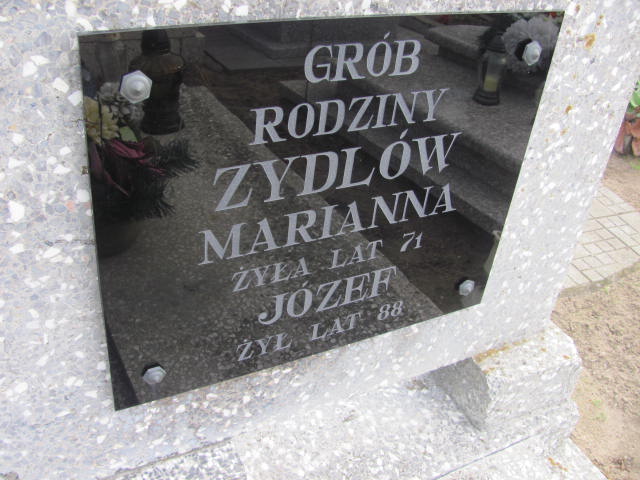 GRÓB
RODZINY
ZYDLÓW
MARIANNA
ŻYŁA LAT 71
JÓZEF
ŻYŁ LAT 88